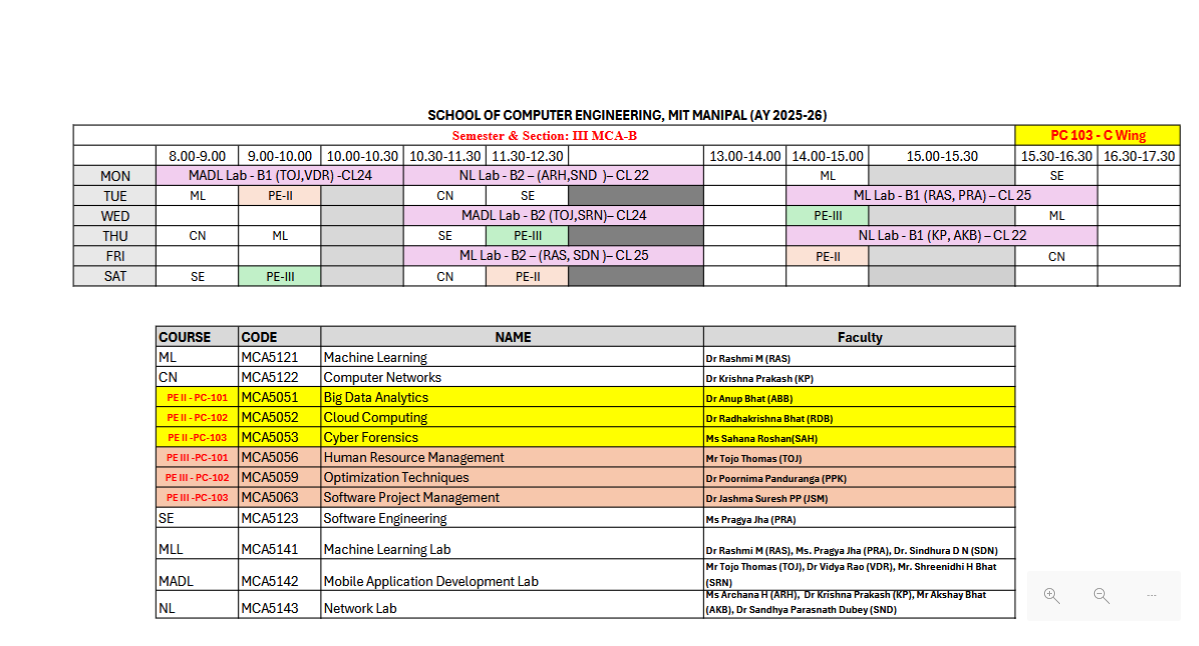 SCHOOL OF COMPUTER ENGINEERING, MIT MANIPAL (AY 2025-26)
Semester & Section: III MCA-B PC 103 - C Wing
8.00-9.00 9.00-10.00 10.00-10.30 10.30-11.30 11.30-12.30 13.00-14.00 14.00-15.00 15.00-15.30 15.30-16.30 16.30-17.30
MON MADL Lab - B1 (TOJ,VDR) -CL24 NL Lab - B2 – (ARH,SND )– CL 22 ML SE
TUE ML PE-II CN SE ML Lab - B1 (RAS, PRA) – CL 25
WED MADL Lab - B2 (TOJ,SRN)– CL24 PE-III ML
THU CN ML SE PE-III NL Lab - B1 (KP, AKB) – CL 22
FRI ML Lab - B2 – (RAS, SDN )– CL 25 PE-II CN
SAT SE PE-III CN PE-II
COURSE CODE NAME Faculty
ML MCA5121 Machine Learning Dr Rashmi M (RAS)
CN MCA5122 Computer Networks Dr Krishna Prakash (KP)
PE II - PC-101 MCA5051 Big Data Analytics Dr Anup Bhat (ABB)
PE II - PC-102 MCA5052 Cloud Computing Dr Radhakrishna Bhat (RDB)
PE II -PC-103 MCA5053 Cyber Forensics Ms Sahana Roshan(SAH)
PE III -PC-101 MCA5056 Human Resource Management Mr Tojo Thomas (TOJ)
PE III - PC-102 MCA5059 Optimization Techniques Dr Poornima Panduranga (PPK)
PE III -PC-103 MCA5063 Software Project Management Dr Jashma Suresh PP (JSM)
SE MCA5123 Software Engineering Ms Pragya Jha (PRA)
MLL MCA5141 Machine Learning Lab Dr Rashmi M (RAS), Ms. Pragya Jha (PRA), Dr. Sindhura D N (SDN)
MADL MCA5142 Mobile Application Development Lab Mr Tojo Thomas (TOJ), Dr Vidya Rao (VDR), Mr. Shreenidhi H Bhat
(SRN)
NL MCA5143 Network Lab Ms Archana H (ARH), Dr Krishna Prakash (KP), Mr Akshay Bhat
(AKB), Dr Sandhya Parasnath Dubey (SND)